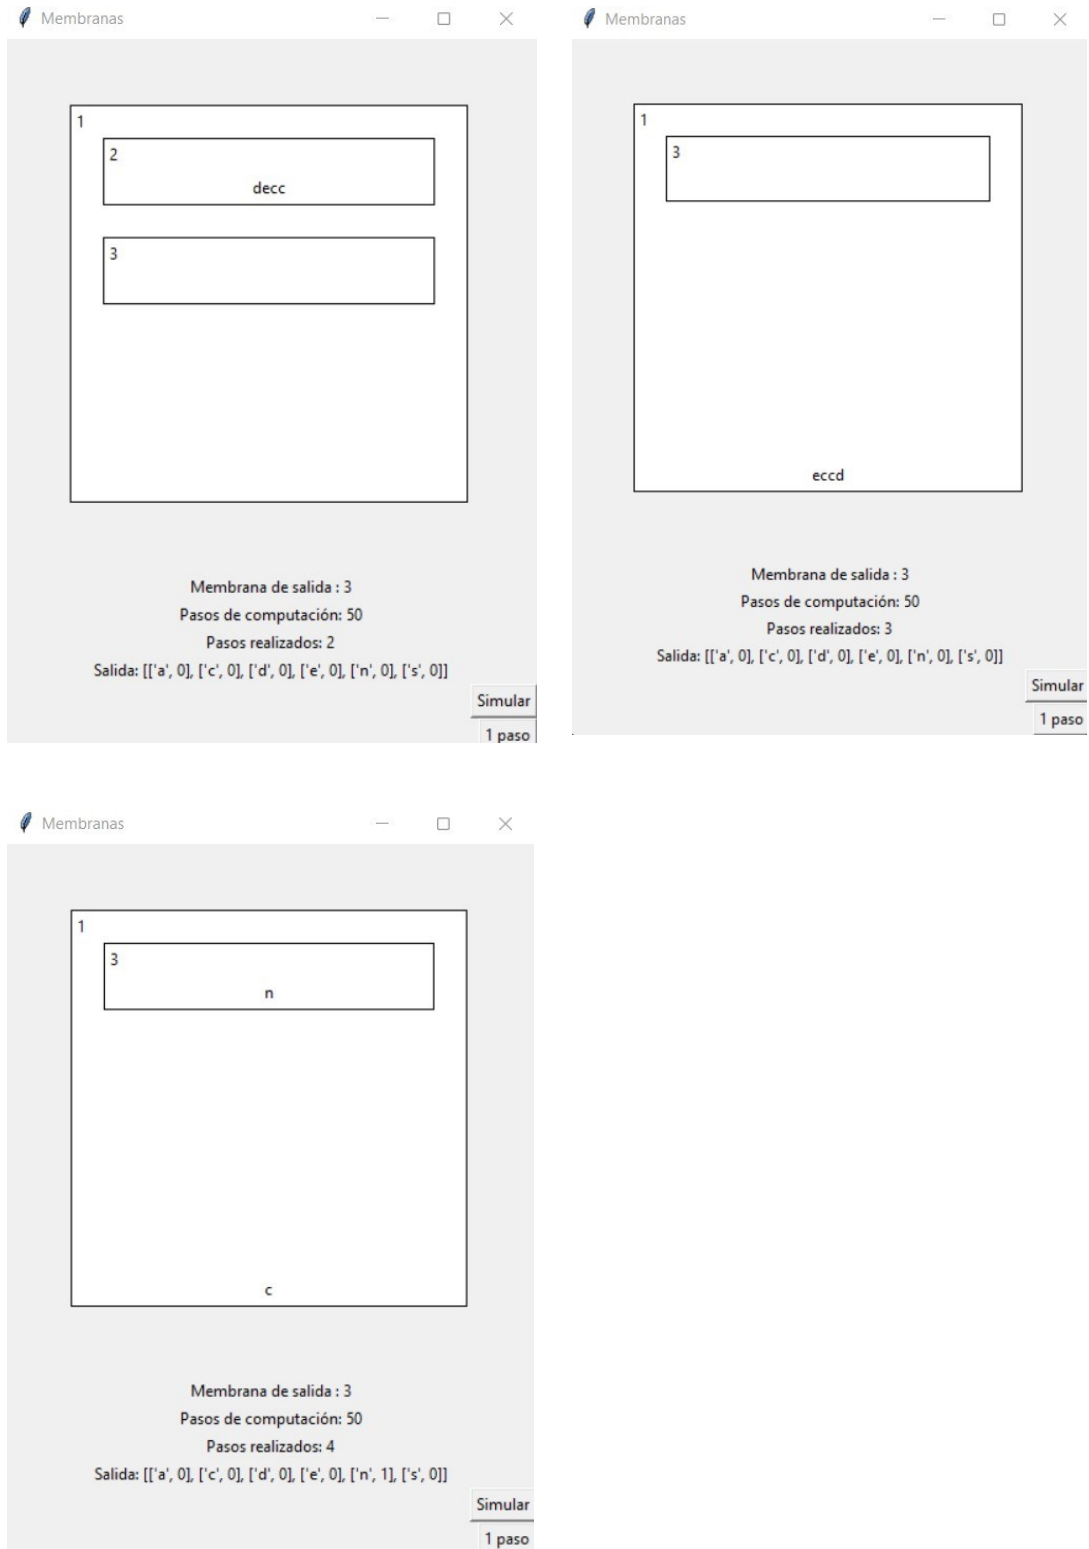 Membranas
1
2
decc
3
Membrana de salida : 3
Pasos de computación: 50
Pasos realizados: 2
Salida: [['a', 0], ['c', 0], ['d', 0], ['e', 0], ['n', 0], ['s', 0]]
Simular
1 paso
Membranas
1
3
eccd
Membrana de salida : 3
Pasos de computación: 50
Pasos realizados: 3
Salida: [['a', 0], ['c', 0], ['d', 0], ['e', 0], ['n', 0], ['s', 0]]
Simular
1 paso
Membranas
1
3
n
c
Membrana de salida : 3
Pasos de computación: 50
Pasos realizados: 4
Salida: [['a', 0], ['c', 0], ['d', 0], ['e', 0], ['n', 1], ['s', 0]]
Simular
1 paso